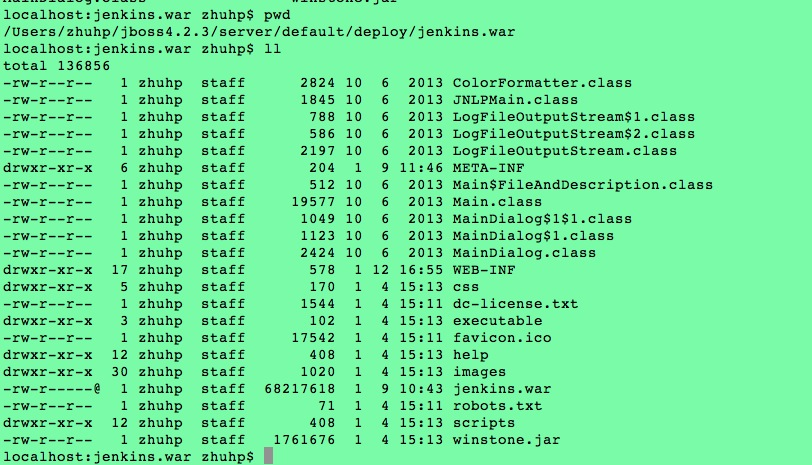 MainDialog.class winstone.jar
localhost:jenkins.war zhuhp$ pwd
/Users/zhuhp/jboss4.2.3/server/default/deploy/jenkins.war
localhost:jenkins.war zhuhp$ ll
total 136856
-rw-r--r-- 1 zhuhp staff 2824 10 6 2013 ColorFormatter.class
-rw-r--r-- 1 zhuhp staff 1845 10 6 2013 JNLPMain.class
-rw-r--r-- 1 zhuhp staff 788 10 6 2013 LogFileOutputStream$1.class
-rw-r--r-- 1 zhuhp staff 586 10 6 2013 LogFileOutputStream$2.class
-rw-r--r-- 1 zhuhp staff 2197 10 6 2013 LogFileOutputStream.class
drwxr-xr-x 6 zhuhp staff 204 1 9 11:46 META-INF
-rw-r--r-- 1 zhuhp staff 512 10 6 2013 Main$FileAndDescription.class
-rw-r--r-- 1 zhuhp staff 19577 10 6 2013 Main.class
-rw-r--r-- 1 zhuhp staff 1049 10 6 2013 MainDialog$1$1.class
-rw-r--r-- 1 zhuhp staff 1123 10 6 2013 MainDialog$1.class
-rw-r--r-- 1 zhuhp staff 2424 10 6 2013 MainDialog.class
drwxr-xr-x 17 zhuhp staff 578 1 12 16:55 WEB-INF
drwxr-xr-x 5 zhuhp staff 170 1 4 15:13 css
-rw-r--r-- 1 zhuhp staff 1544 1 4 15:11 dc-license.txt
drwxr-xr-x 3 zhuhp staff 102 1 4 15:13 executable
-rw-r--r-- 1 zhuhp staff 17542 1 4 15:11 favicon.ico
drwxr-xr-x 12 zhuhp staff 408 1 4 15:13 help
drwxr-xr-x 30 zhuhp staff 1020 1 4 15:13 images
-rw-r-----@ 1 zhuhp staff 68217618 1 9 10:43 jenkins.war
-rw-r--r-- 1 zhuhp staff 71 1 4 15:11 robots.txt
drwxr-xr-x 12 zhuhp staff 408 1 4 15:13 scripts
-rw-r--r-- 1 zhuhp staff 1761676 1 4 15:13 winstone.jar
localhost:jenkins.war zhuhp$